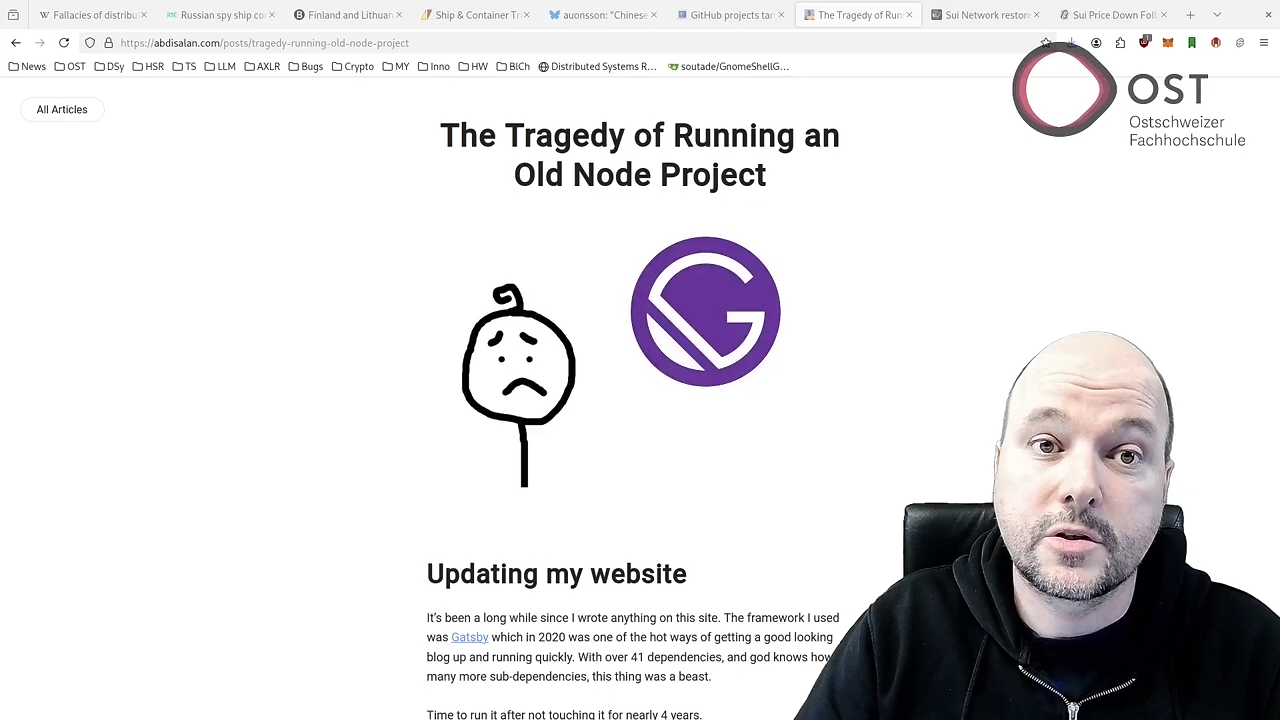 Fallacies of distribu
Russian spy ship co
Finland and Lithuan
Ship & Container Tr
auonsson: "Chinese
GitHub projects tar
The Tragedy of Run
Sui Network restore
Sui Price Down Foll
https://abdisalan.com/posts/tragedy-running-old-node-project
News
OST
DSy
HSR
TS
LLM
AXLR
Bugs
Crypto
MY
Inno
HW
BlCh
Distributed Systems R...
soutade/GnomeShellG...
All Articles
OST
Ostschweizer
Fachhochschule
The Tragedy of Running an
Old Node Project
Updating my website
It's been a long while since I wrote anything on this site. The framework I used
was Gatsby which in 2020 was one of the hot ways of getting a good looking
blog up and running quickly. With over 41 dependencies, and god knows how
many more sub-dependencies, this thing was a beast.
Time to run it after not touching it for nearly 4 years.